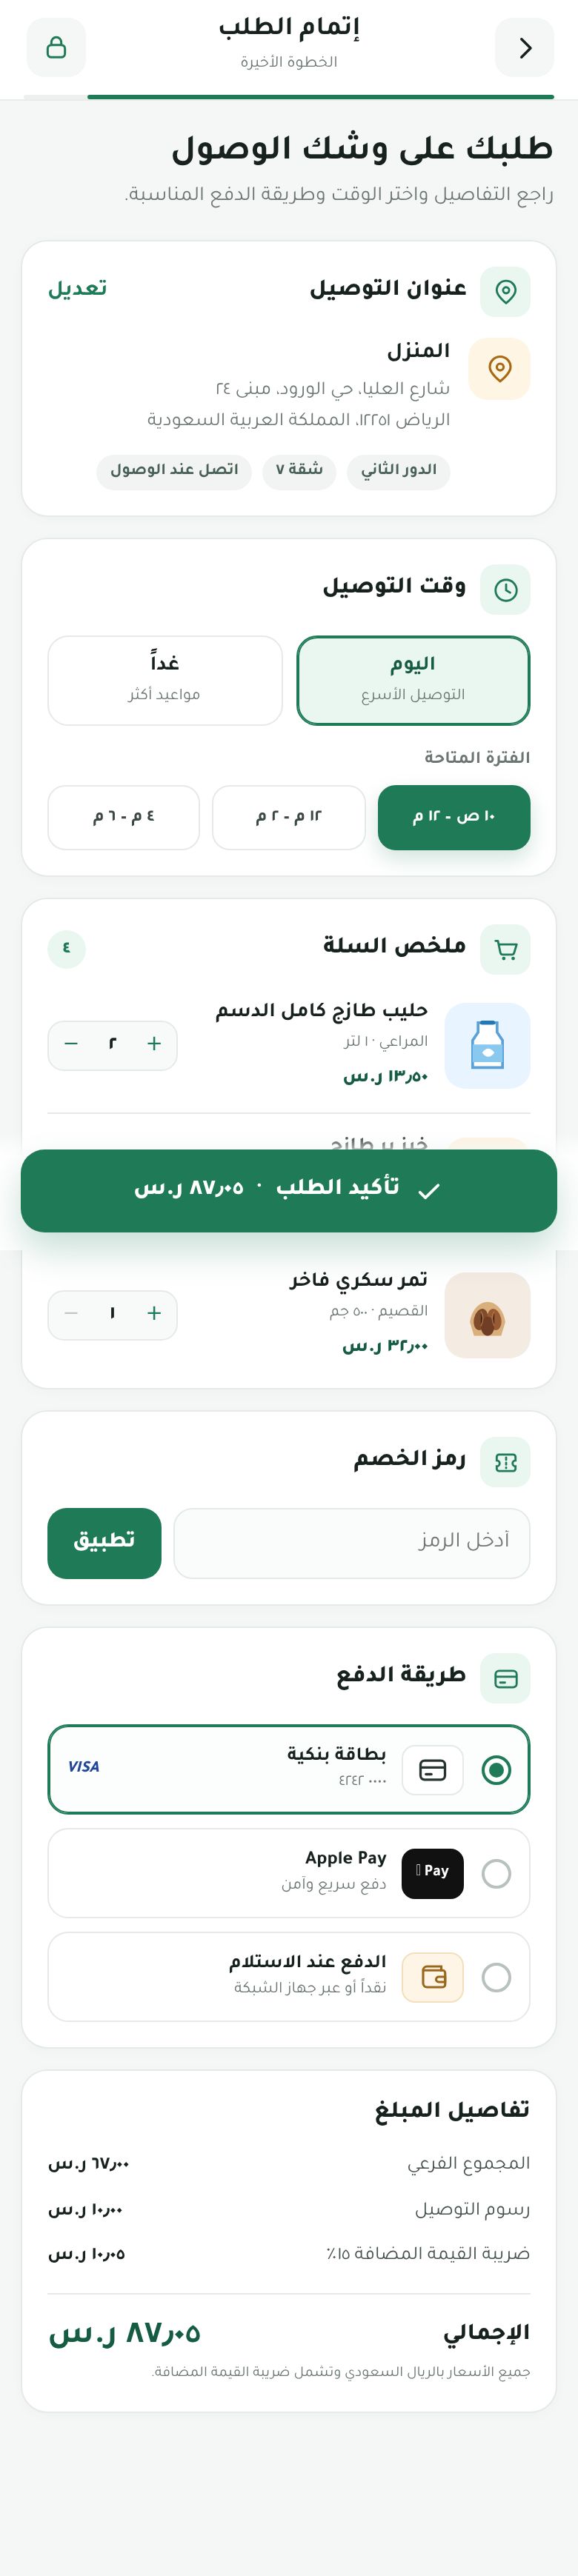 إتمام الطلب
الخطوة الأخيرة
طلبك على وشك الوصول
راجع التفاصيل واختر الوقت وطريقة الدفع المناسبة.
عنوان التوصيل
تعديل
المنزل
شارع العليا، حي الورود، مبنى ٢٤
الرياض ١٢٢٥١، المملكة العربية السعودية
الدور الثاني
شقة ٧
اتصل عند الوصول
وقت التوصيل
اليوم
التوصيل الأسرع
غداً
مواعيد أكثر
الفترة المتاحة
١٠ ص – ١٢ م
١٢ م – ٢ م
٤ م – ٦ م
ملخص السلة
٤
حليب طازج كامل الدسم
المراعي · ١ لتر
١٣٫٥٠ ر.س
+ ٢ −
خبز بر طازج
تأكيد الطلب · ٨٧٫٠٥ ر.س
تمر سكري فاخر
القصيم · ٥٠٠ جم
٣٢٫٠٠ ر.س
+ ١ −
رمز الخصم
أدخل الرمز
تطبيق
طريقة الدفع
بطاقة بنكية
•••• ٤٢٤٢
VISA
Apple Pay
دفع سريع وآمن
Pay
الدفع عند الاستلام
نقداً أو عبر جهاز الشبكة
تفاصيل المبلغ
المجموع الفرعي
٦٧٫٠٠ ر.س
رسوم التوصيل
١٠٫٠٠ ر.س
ضريبة القيمة المضافة ١٥٪
١٠٫٠٥ ر.س
الإجمالي
٨٧٫٠٥ ر.س
جميع الأسعار بالريال السعودي وتشمل ضريبة القيمة المضافة.